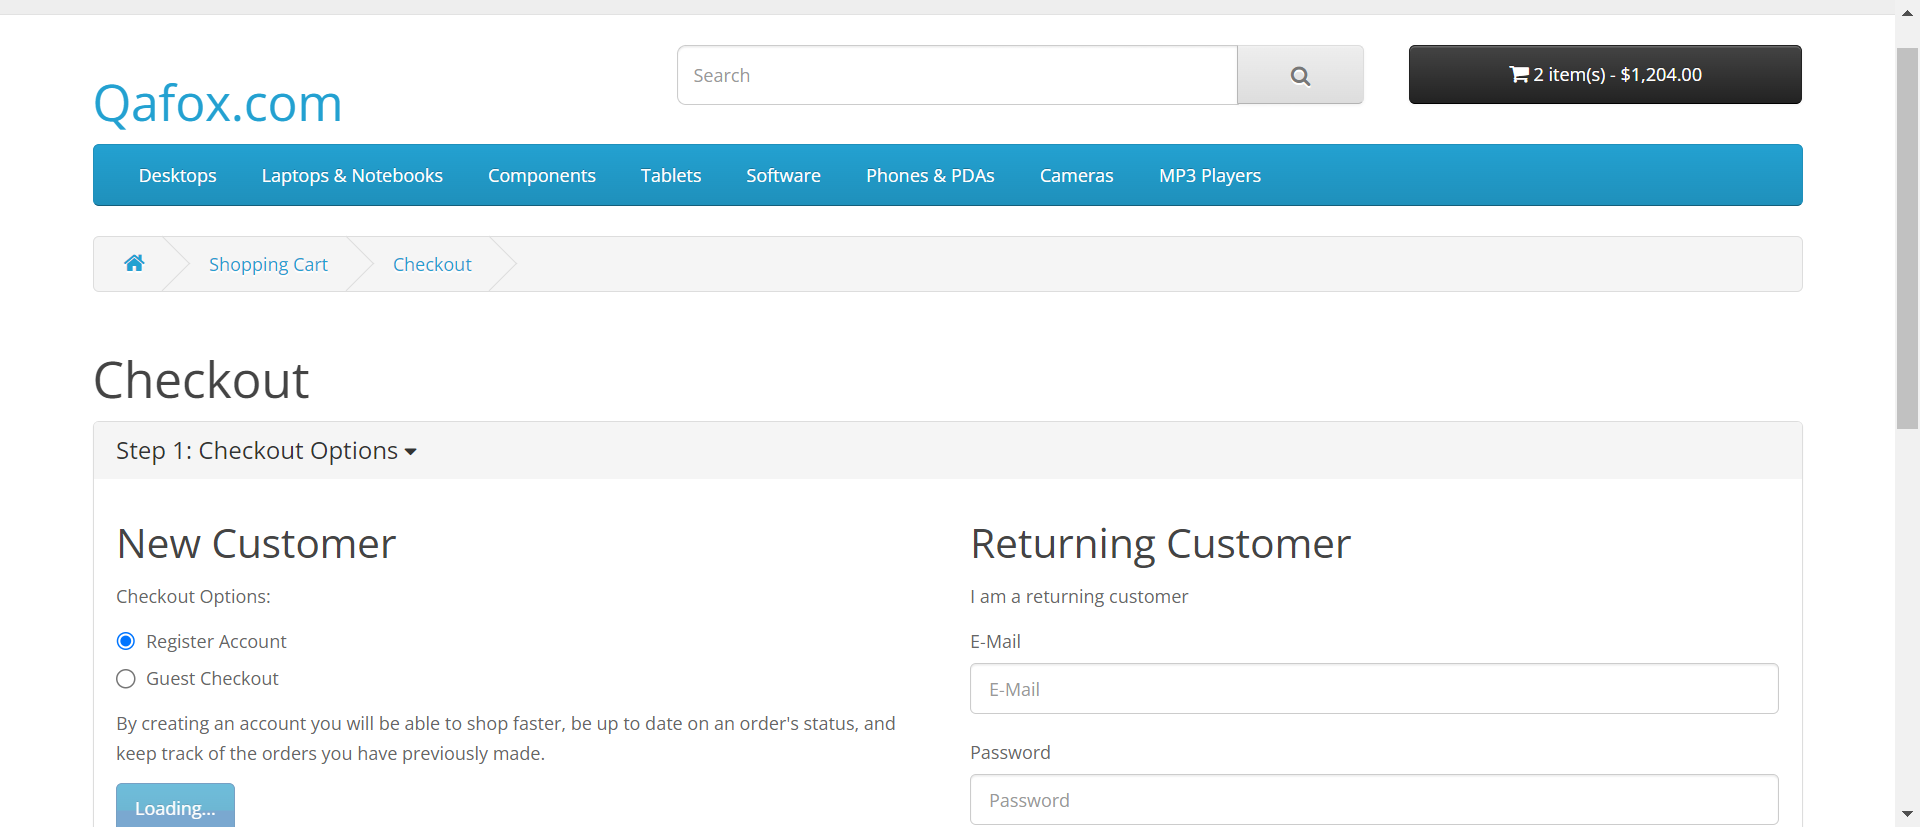 Search
2 item(s) - $1,204.00
Qafox.com
Desktops Laptops & Notebooks Components Tablets Software Phones & PDAs Cameras MP3 Players
Shopping Cart Checkout
Checkout
Step 1: Checkout Options
New Customer
Checkout Options:
Register Account
Guest Checkout
By creating an account you will be able to shop faster, be up to date on an order's status, and
keep track of the orders you have previously made.
Loading...
Returning Customer
I am a returning customer
E-Mail
E-Mail
Password
Password